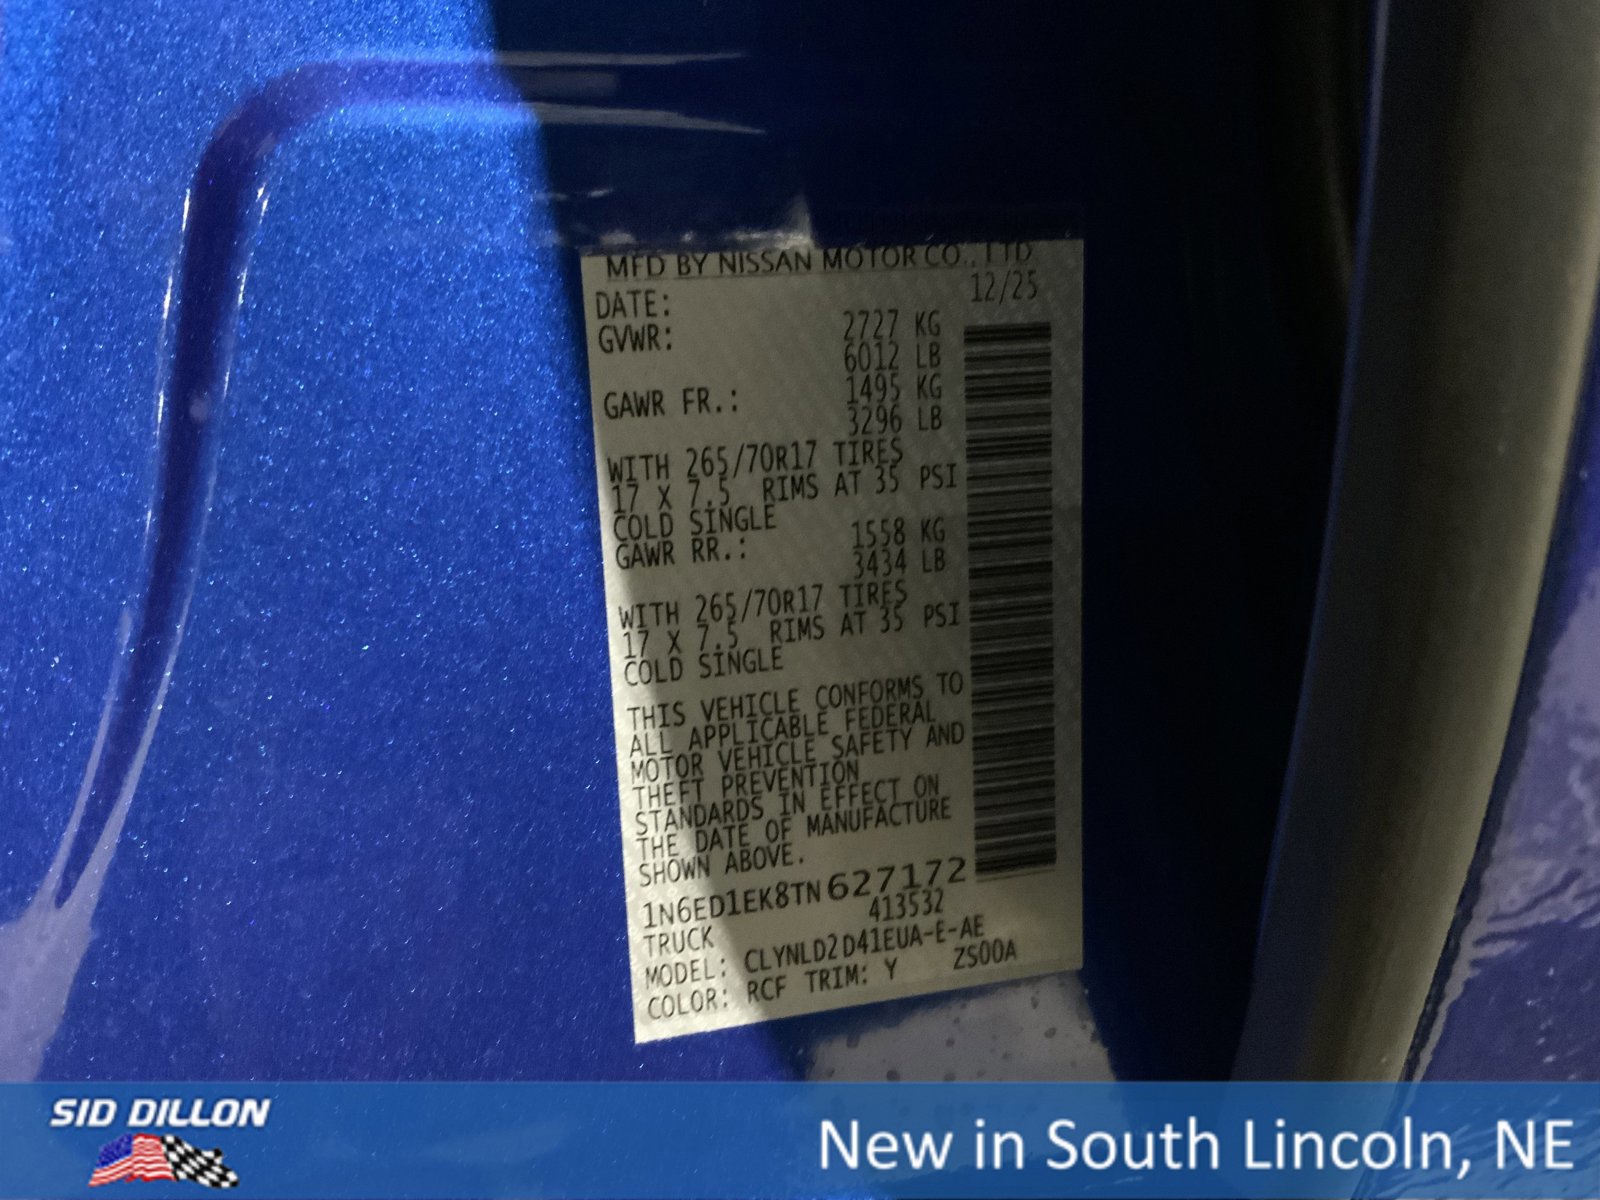 MFD BY NISSAN MOTOR CO., LTD
DATE: 12/25
GVWR: 2727 KG
6012 LB
GAWR FR.: 1495 KG
3296 LB
WITH 265/70R17 TIRES
17 X 7.5 RIMS AT 35 PSI
COLD SINGLE
GAWR RR.: 1558 KG
3434 LB
WITH 265/70R17 TIRES
17 X 7.5 RIMS AT 35 PSI
COLD SINGLE
THIS VEHICLE CONFORMS TO
ALL APPLICABLE FEDERAL
MOTOR VEHICLE SAFETY AND
THEFT PREVENTION
STANDARDS IN EFFECT ON
THE DATE OF MANUFACTURE
SHOWN ABOVE.
1N6ED1EK8TN627172
413532
TRUCK
MODEL: CLYNLD2D41EUA-E-AE
COLOR: RCF TRIM: Y ZS00A
SID DILLON
New in South Lincoln, NE